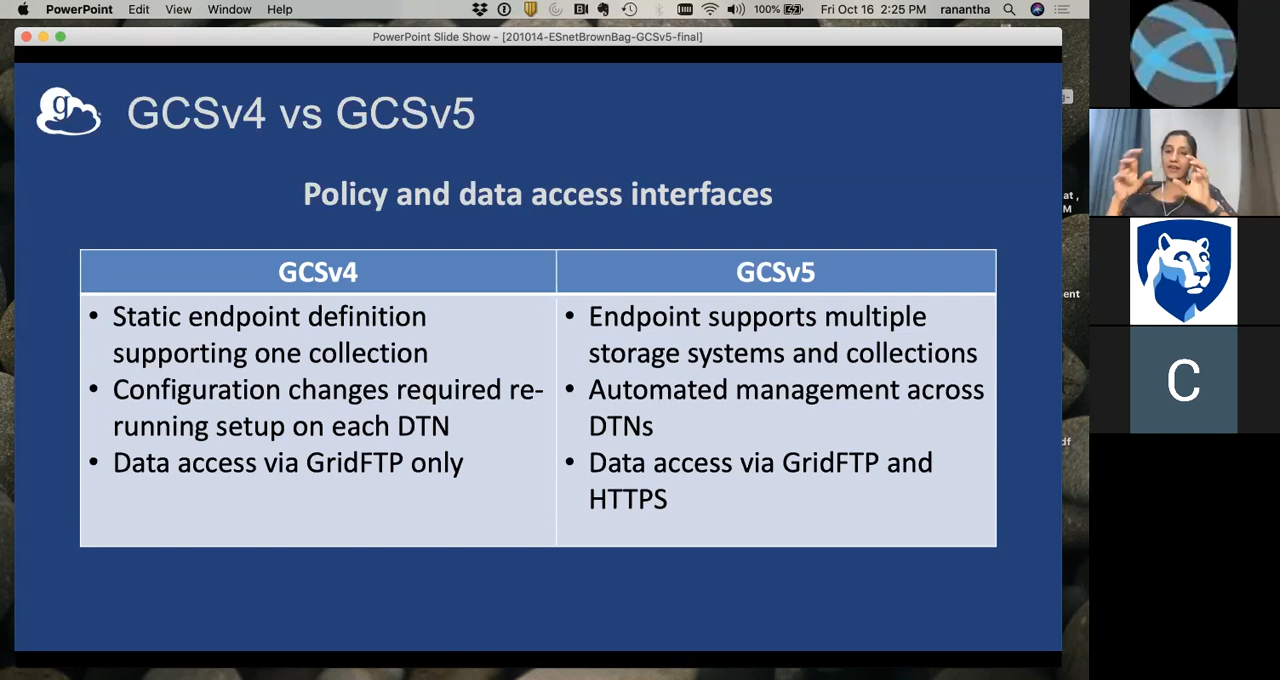 PowerPoint Edit View Window Help 100% Fri Oct 16 2:25 PM ranantha
PowerPoint Slide Show - [201014-ESnetBrownBag-GCSv5-final]
g
GCSv4 vs GCSv5
Policy and data access interfaces
GCSv4
• Static endpoint definition
supporting one collection
• Configuration changes required re-
running setup on each DTN
• Data access via GridFTP only
GCSv5
• Endpoint supports multiple
storage systems and collections
• Automated management across
DTNs
• Data access via GridFTP and
HTTPS
at,
M
ent
df
C